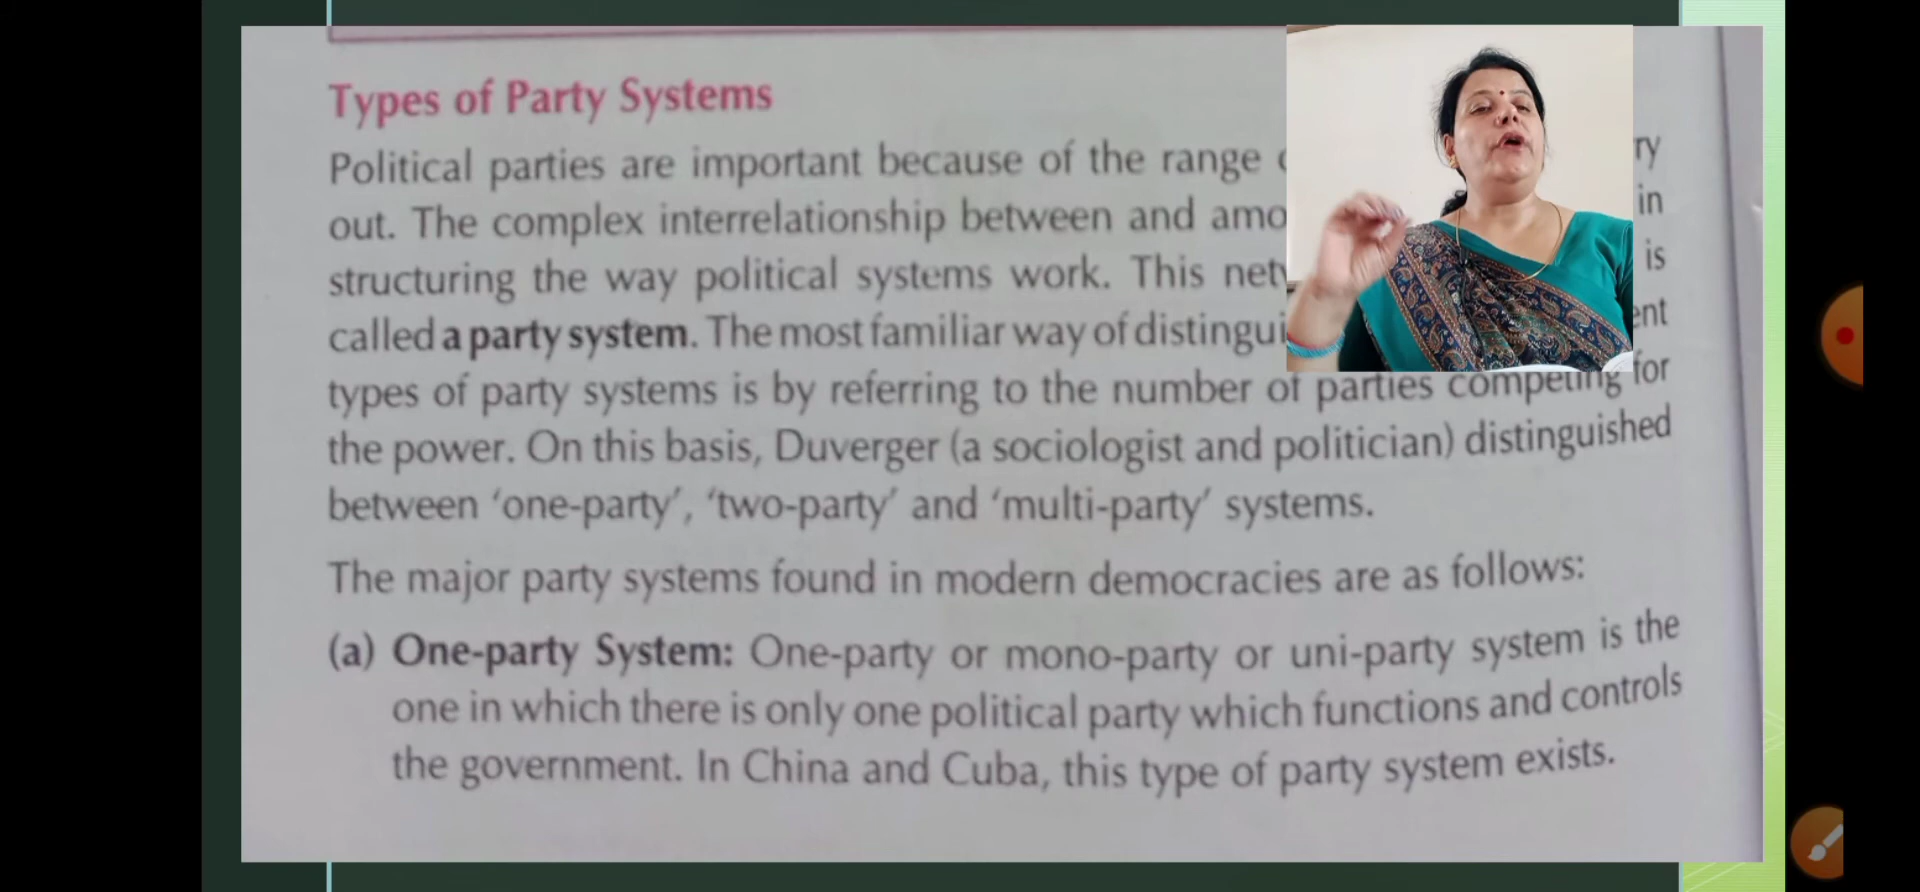 Types of Party Systems
Political parties are important because of the range
out. The complex interrelationship between and in
structuring the way political systems work. This is
called a party system. The most familiar way of
types of party systems is by referring to the number of parties competing for
the power. On this basis, Duverger (a sociologist and politician) distinguished
between ‘one-party’, ‘two-party’ and ‘multi-party’ systems.
The major party systems found in modern democracies are as follows:
(a) One-party System: One-party or mono-party or uni-party system is the
one in which there is only one political party which functions and controls
the government. In China and Cuba, this type of party system exists.